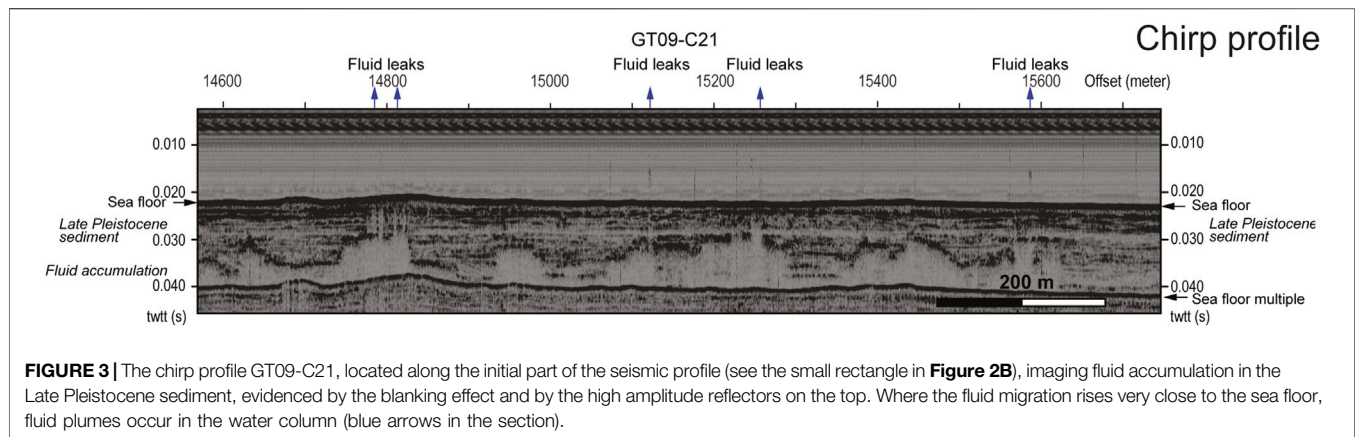 GT09-C21
Chirp profile
Fluid leaks Fluid leaks Fluid leaks Fluid leaks
14600 14800 15000 15200 15400 15600 Offset (meter)
0.010 0.010
0.020 0.020
Sea floor Sea floor
Late Pleistocene Late Pleistocene
sediment 0.030 0.030 sediment
Fluid accumulation
200 m
0.040 0.040
Sea floor multiple
twtt (s) twtt (s)
FIGURE 3 | The chirp profile GT09-C21, located along the initial part of the seismic profile (see the small rectangle in Figure 2B), imaging fluid accumulation in the
Late Pleistocene sediment, evidenced by the blanking effect and by the high amplitude reflectors on the top. Where the fluid migration rises very close to the sea floor,
fluid plumes occur in the water column (blue arrows in the section).